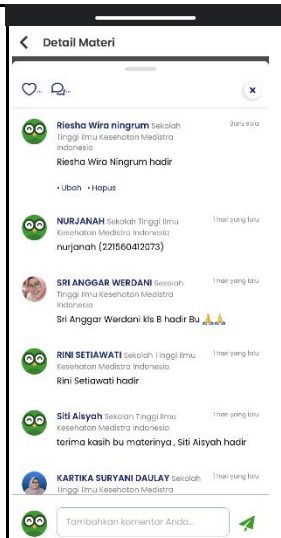 Detail Materi
Riesha Wira ningrum Sekolah
Tinggi Ilmu Kesehatan Medistra
Indonesia
Baru saja
Riesha Wira Ningrum hadir
• Ubah • Hapus
NURJANAH Sekolah Tinggi Ilmu
Kesehatan Medistra Indonesia
1 hari yang lalu
nurjanah (221560412073)
SRI ANGGAR WERDANI Sekolah
Tinggi Ilmu Kesehatan Medistra
Indonesia
1 hari yang lalu
Sri Anggar Werdani kls B hadir Bu 🙏🙏
RINI SETIAWATI Sekolah Tinggi Ilmu
Kesehatan Medistra Indonesia
1 hari yang lalu
Rini Setiawati hadir
Siti Aisyah Sekolah Tinggi Ilmu
Kesehatan Medistra Indonesia
1 hari yang lalu
terima kasih bu materinya , Siti Aisyah hadir
KARTIKA SURYANI DAULAY Sekolah
Tinggi Ilmu Kesehatan Medistra
1 hari yang lalu
Tambahkan komentar Anda...